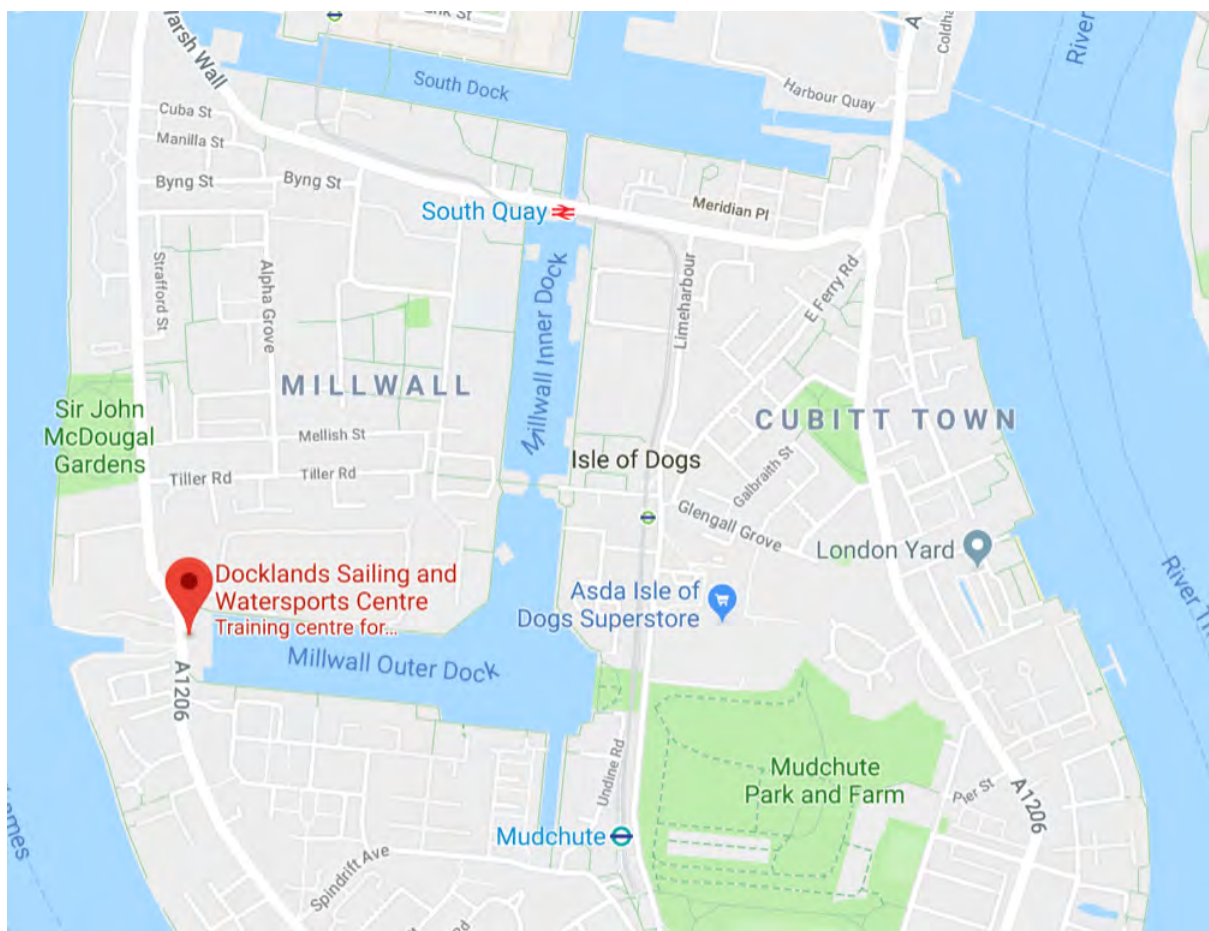 Marsh Wall
South Dock
Cuba St
Manilla St
Byng St
Byng St
Harbour Quay
A
River
South Quay
Meridian Pl
Strafford St
Alpha Grove
Millwall Inner Dock
Limeharbour
E Ferry Rd
MILLWALL
CUBITT TOWN
Sir John
McDougal
Gardens
Mellish St
Tiller Rd
Tiller Rd
Isle of Dogs
Galbraith St
Glengall Grove
London Yard
Docklands Sailing and
Watersports Centre
Training centre for...
Asda Isle of
Dogs Superstore
River
Millwall Outer Dock
A1206
Undine Rd
Mudchute
Park and Farm
Pier St
A1206
Mudchute
Spindrift Ave